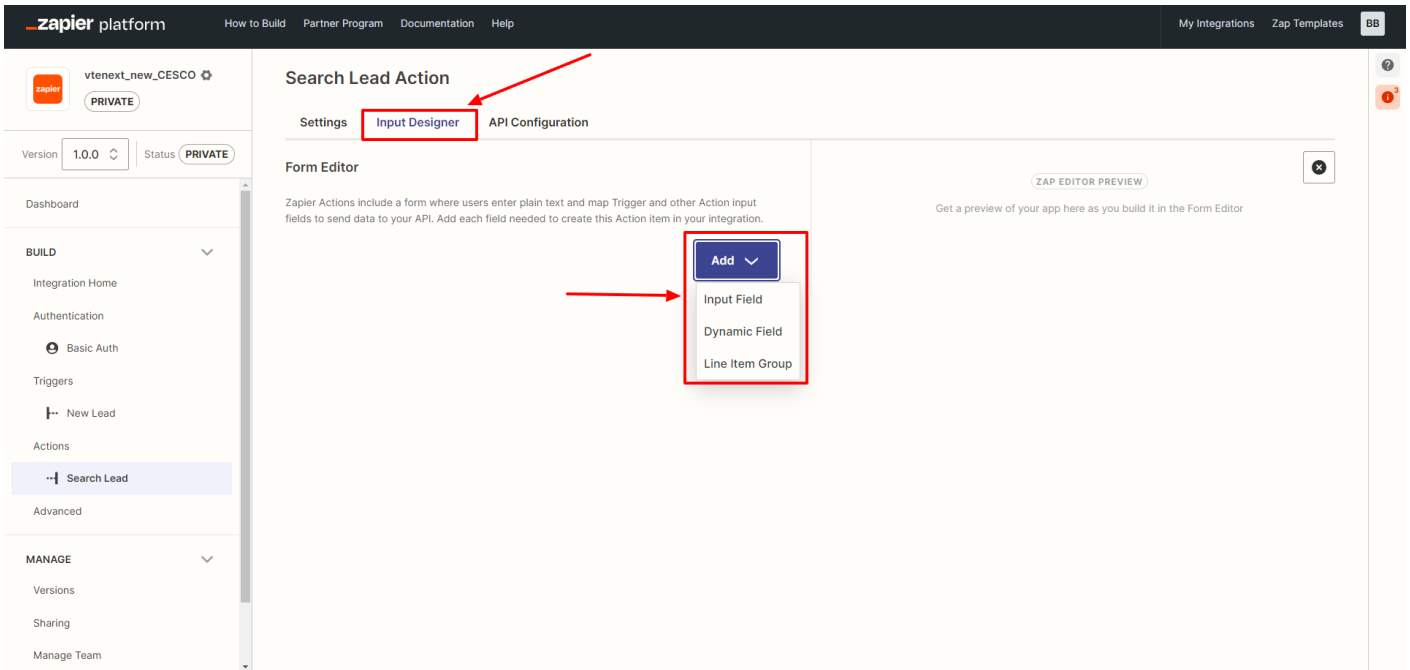 zapier platform
How to Build Partner Program Documentation Help
My Integrations Zap Templates BB
zapier
vtenext_new_CESCO
PRIVATE
Version 1.0.0 Status PRIVATE
Dashboard
BUILD
Integration Home
Authentication
Basic Auth
Triggers
New Lead
Actions
Search Lead
Advanced
MANAGE
Versions
Sharing
Manage Team
Search Lead Action
Settings Input Designer API Configuration
Form Editor
Zapier Actions include a form where users enter plain text and map Trigger and other Action input
fields to send data to your API. Add each field needed to create this Action item in your integration.
Add
Input Field
Dynamic Field
Line Item Group
ZAP EDITOR PREVIEW
Get a preview of your app here as you build it in the Form Editor
3